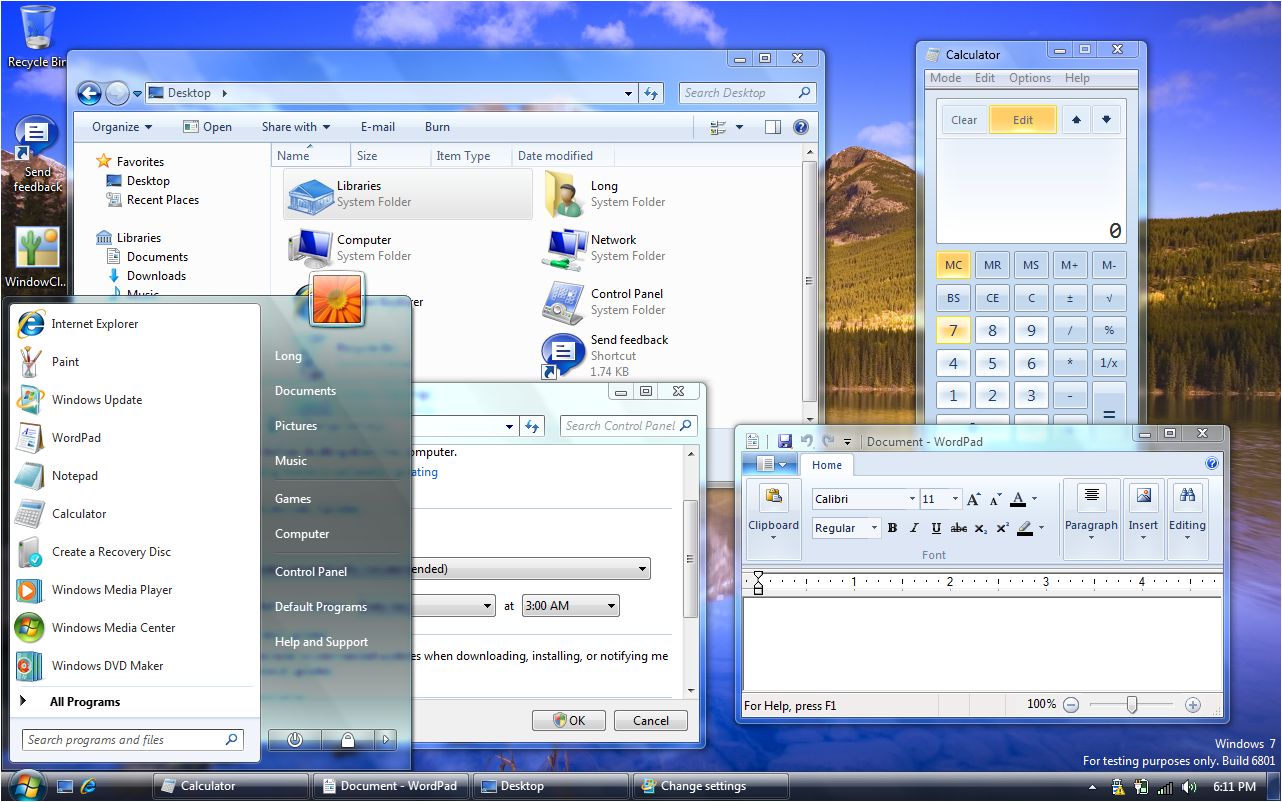 Recycle Bin
Send
feedback
WindowCl...
Desktop
Search Desktop
Organize
Open
Share with
E-mail
Burn
Name
Size
Item Type
Date modified
Favorites
Desktop
Recent Places
Libraries
Documents
Downloads
Music
Libraries
System Folder
Long
System Folder
Computer
System Folder
Network
System Folder
Control Panel
System Folder
Send feedback
Shortcut
1.74 KB
Calculator
Mode Edit Options Help
Clear
Edit
0
MC MR MS M+ M-
BS CE C ± √
7 8 9 / %
4 5 6 * 1/x
1 2 3 - =
Internet Explorer
Paint
Windows Update
WordPad
Notepad
Calculator
Create a Recovery Disc
Windows Media Player
Windows Media Center
Windows DVD Maker
All Programs
Search programs and files
Long
Documents
Pictures
Music
Games
Computer
Control Panel
Default Programs
Help and Support
Search Control Panel
computer.
at
3:00 AM
when downloading, installing, or notifying me
OK
Cancel
Document - WordPad
Home
Clipboard
Calibri
11
A A A
Regular
B I U abc X₂ X²
Font
Paragraph
Insert
Editing
1 2 3 4
For Help, press F1
100%
Windows 7
For testing purposes only. Build 6801
Calculator
Document - WordPad
Desktop
Change settings
6:11 PM